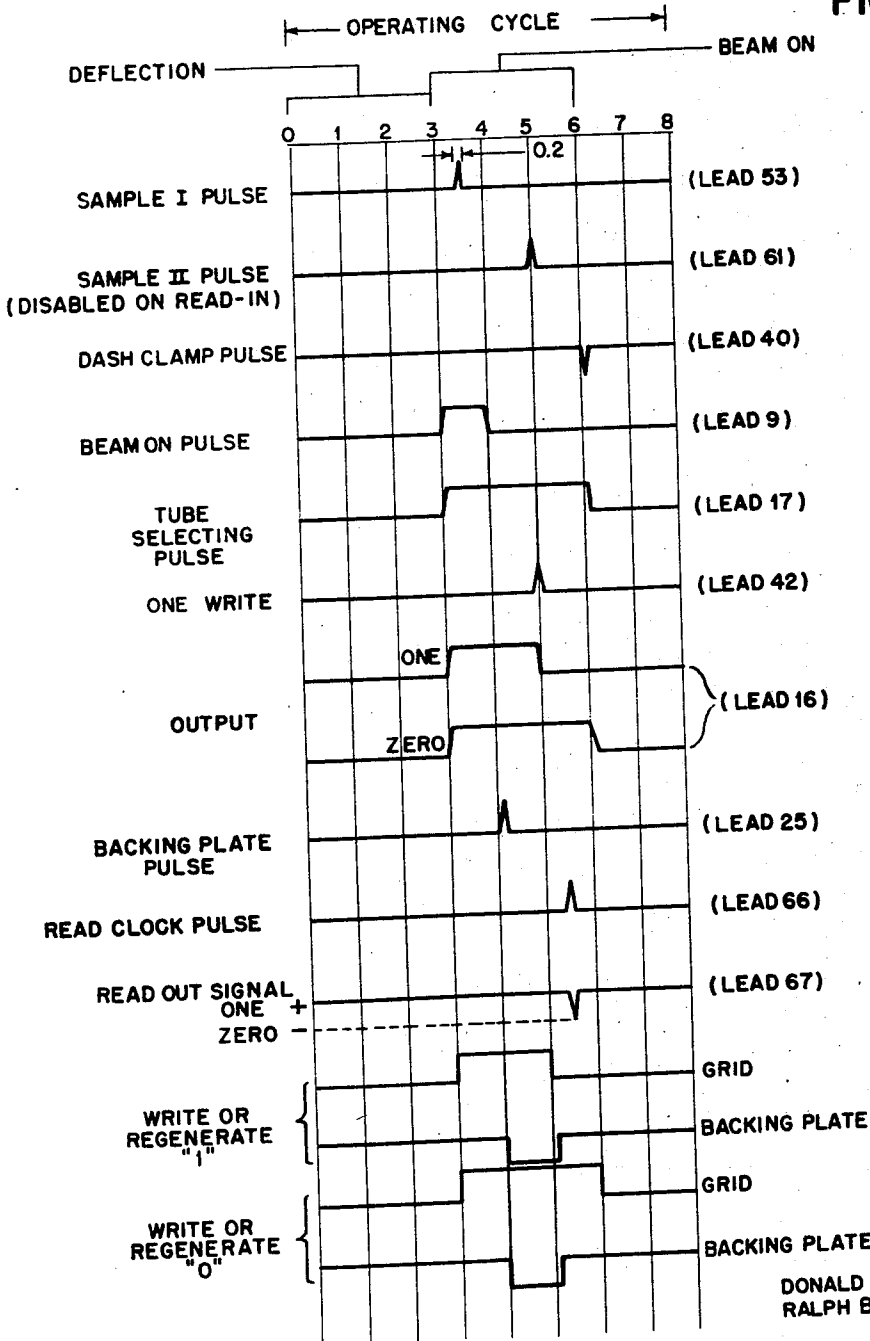 OPERATING CYCLE
BEAM ON
DEFLECTION
0 1 2 3 4 5 6 7 8
0.2
SAMPLE I PULSE
(LEAD 53)
SAMPLE II PULSE
(DISABLED ON READ-IN)
(LEAD 61)
DASH CLAMP PULSE
(LEAD 40)
BEAM ON PULSE
(LEAD 9)
TUBE
SELECTING
PULSE
(LEAD 17)
ONE WRITE
(LEAD 42)
ONE
OUTPUT
ZERO
(LEAD 16)
BACKING PLATE
PULSE
(LEAD 25)
READ CLOCK PULSE
(LEAD 66)
READ OUT SIGNAL
ONE +
ZERO -
(LEAD 67)
WRITE OR
REGENERATE
"1"
GRID
BACKING PLATE
WRITE OR
REGENERATE
"0"
GRID
BACKING PLATE
DONALD
RALPH B